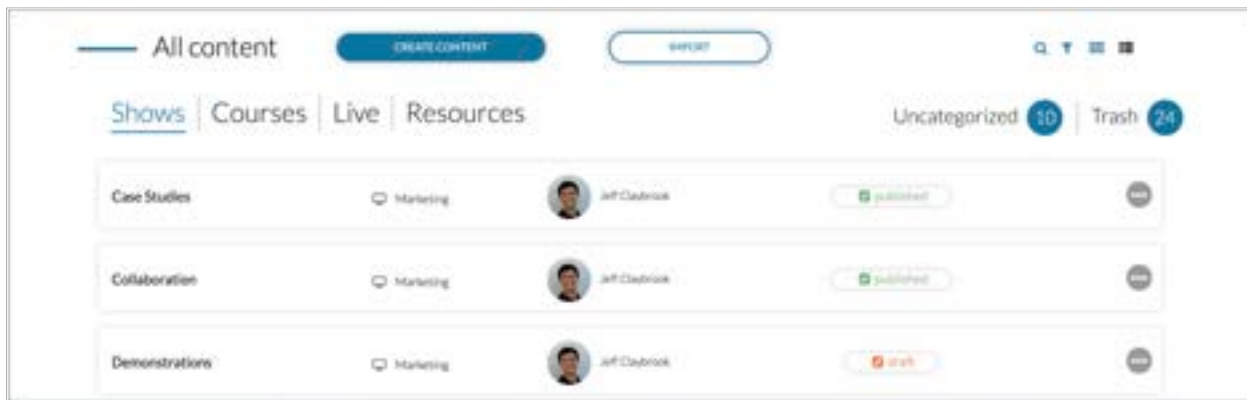 All content CREATE CONTENT IMPORT
Shows Courses Live Resources Uncategorized 10 Trash 24
Case Studies Marketing Jeff Claybrook published
Collaboration Marketing Jeff Claybrook published
Demonstrations Marketing Jeff Claybrook draft